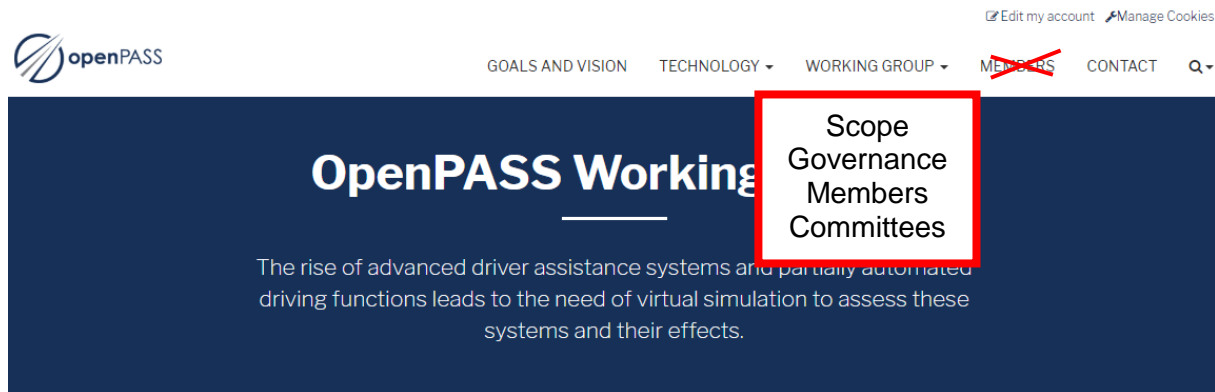 Edit my account Manage Cookies
openPASS
GOALS AND VISION TECHNOLOGY WORKING GROUP MEMBERS CONTACT
OpenPASS Working
Scope
Governance
Members
Committees
The rise of advanced driver assistance systems and partially automated
driving functions leads to the need of virtual simulation to assess these
systems and their effects.